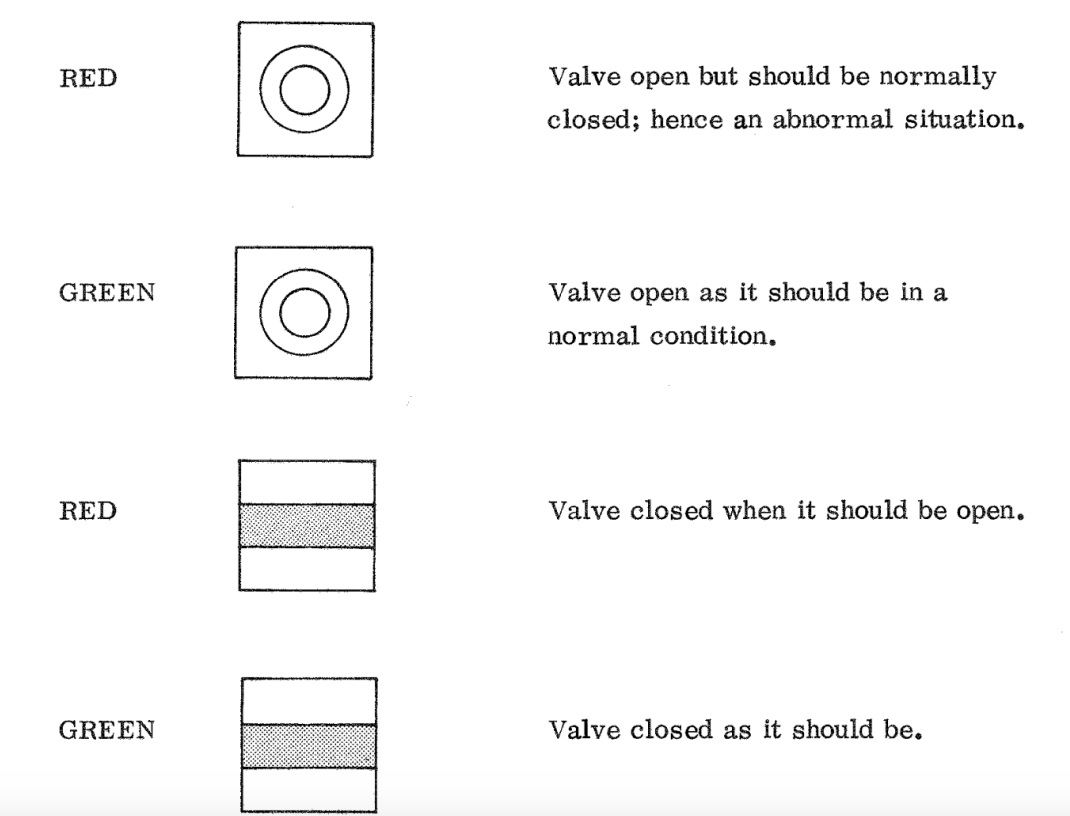 RED
Valve open but should be normally
closed; hence an abnormal situation.
GREEN
Valve open as it should be in a
normal condition.
RED
Valve closed when it should be open.
GREEN
Valve closed as it should be.